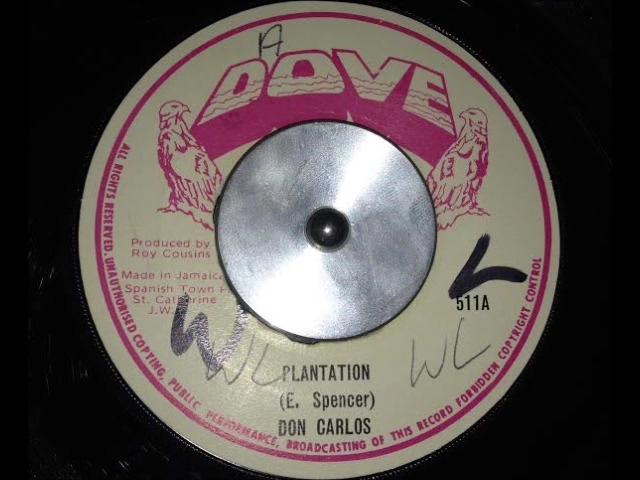 A
DOVE
ALL RIGHTS RESERVED. UNAUTHORISED COPYING, PUBLIC PERFORMANCE, BROADCASTING OF THIS RECORD FORBIDDEN COPYRIGHT CONTROL
Produced by
Roy Cousins
Made in Jamaica
Spanish Town
St. Catherine
J.W.
L
511A
W
WL
WL
PLANTATION
(E. Spencer)
DON CARLOS